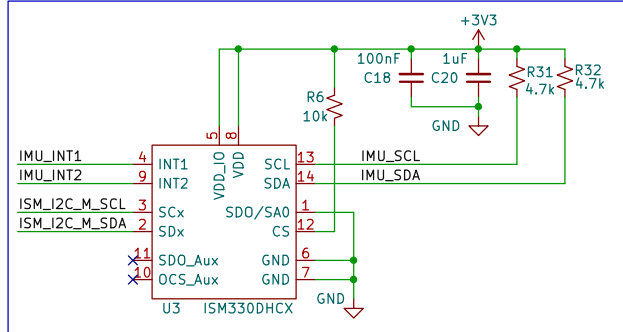 +3V3
100nF
C18
1uF
C20
R31
4.7k
R32
4.7k
R6
10k
GND
5
8
VDD_IO
VDD
IMU_INT1
4
INT1
SCL
13
IMU_SCL
IMU_INT2
9
INT2
SDA
14
IMU_SDA
ISM_I2C_M_SCL
3
SCx
SDO/SA0
1
ISM_I2C_M_SDA
2
SDx
CS
12
11
SDO_Aux
GND
6
10
OCS_Aux
GND
7
GND
U3
ISM330DHCX